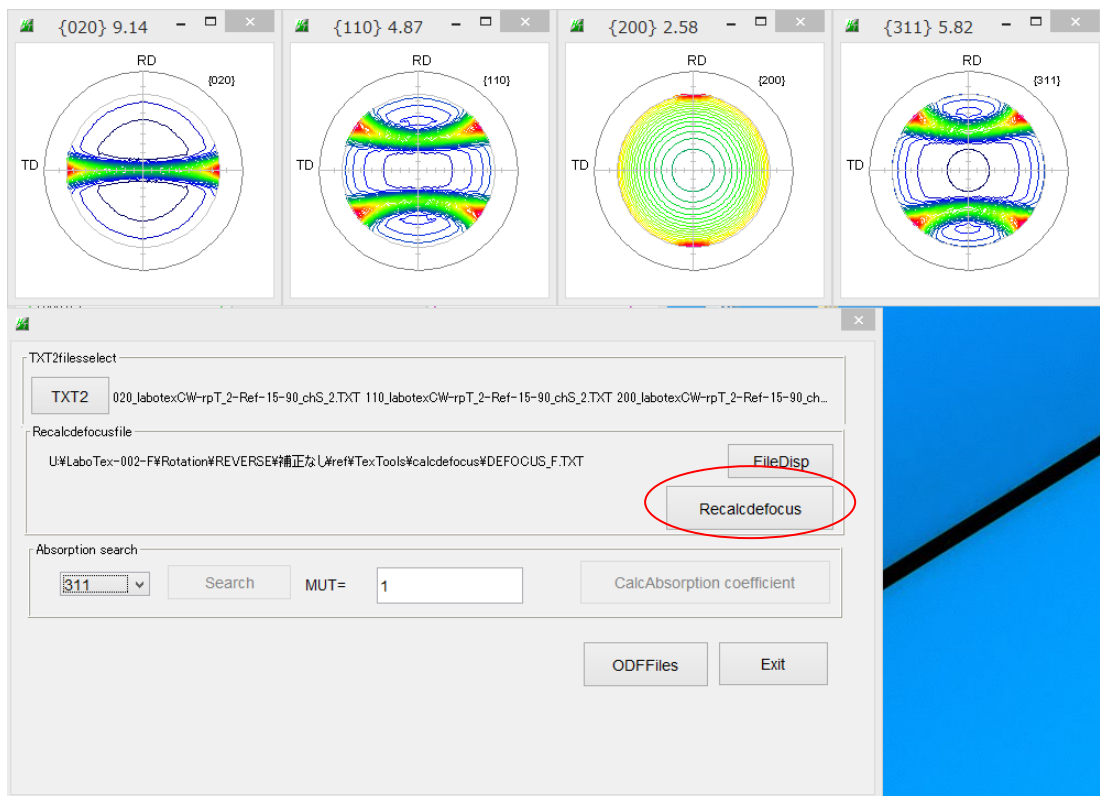 {020} 9.14
{110} 4.87
{200} 2.58
{311} 5.82
RD
{020}
TD
RD
{110}
TD
RD
{200}
TD
RD
{311}
TD
TXT2filesselect
TXT2 020_labotexCW-rpT_2-Ref-15-90_chS_2.TXT 110_labotexCW-rpT_2-Ref-15-90_chS_2.TXT 200_labotexCW-rpT_2-Ref-15-90_ch...
Recalcdefocusfile
U:¥LaboTex-002-F¥Rotation¥REVERSE¥補正なし¥ref¥TexTools¥calcdefocus¥DEFOCUS_F.TXT
FileDisp
Recalcdefocus
Absorption search
311 Search MUT= 1 CalcAbsorption coefficient
ODFFiles Exit